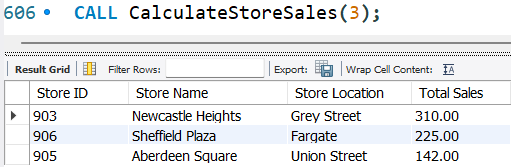 606 CALL CalculateStoreSales(3);
Result Grid Filter Rows: Export: Wrap Cell Content: IA
Store ID Store Name Store Location Total Sales
903 Newcastle Heights Grey Street 310.00
906 Sheffield Plaza Fargate 225.00
905 Aberdeen Square Union Street 142.00